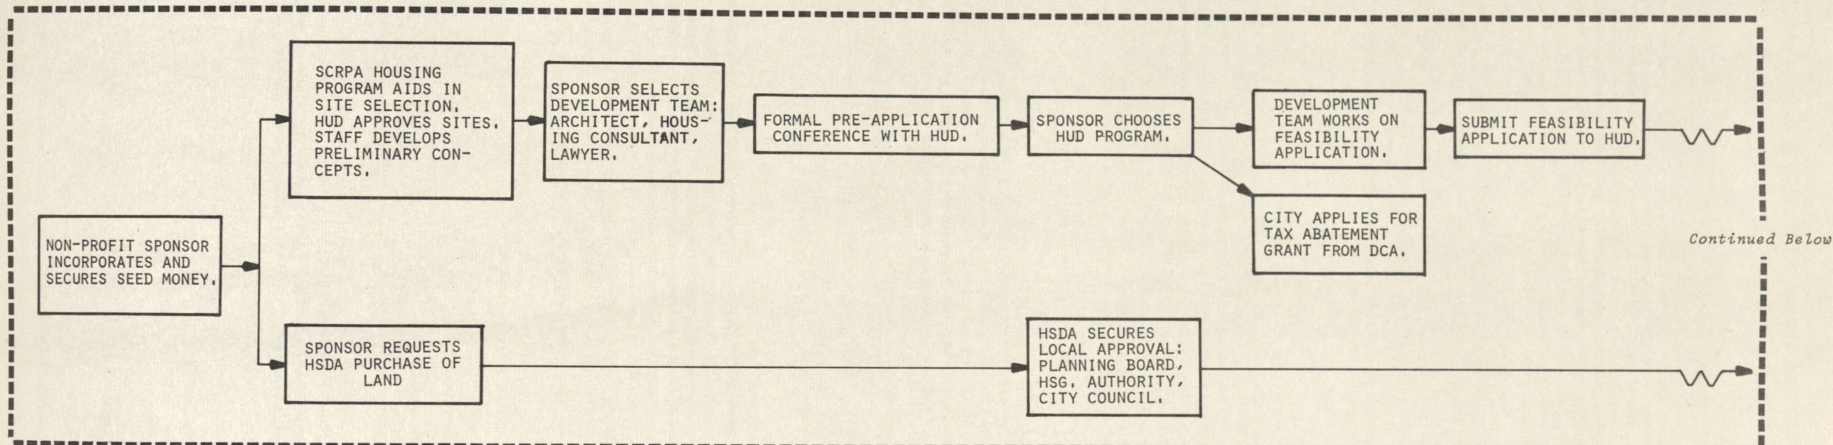 NON-PROFIT SPONSOR
INCORPORATES AND
SECURES SEED MONEY.
SCRPA HOUSING
PROGRAM AIDS IN
SITE SELECTION.
HUD APPROVES SITES.
STAFF DEVELOPS
PRELIMINARY CON-
CEPTS.
SPONSOR SELECTS
DEVELOPMENT TEAM:
ARCHITECT, HOUS-
ING CONSULTANT,
LAWYER.
FORMAL PRE-APPLICATION
CONFERENCE WITH HUD.
SPONSOR CHOOSES
HUD PROGRAM.
DEVELOPMENT
TEAM WORKS ON
FEASIBILITY
APPLICATION.
SUBMIT FEASIBILITY
APPLICATION TO HUD.
CITY APPLIES FOR
TAX ABATEMENT
GRANT FROM DCA.
Continued Below
SPONSOR REQUESTS
HSDA PURCHASE OF
LAND
HSDA SECURES
LOCAL APPROVAL:
PLANNING BOARD,
HSG. AUTHORITY,
CITY COUNCIL.